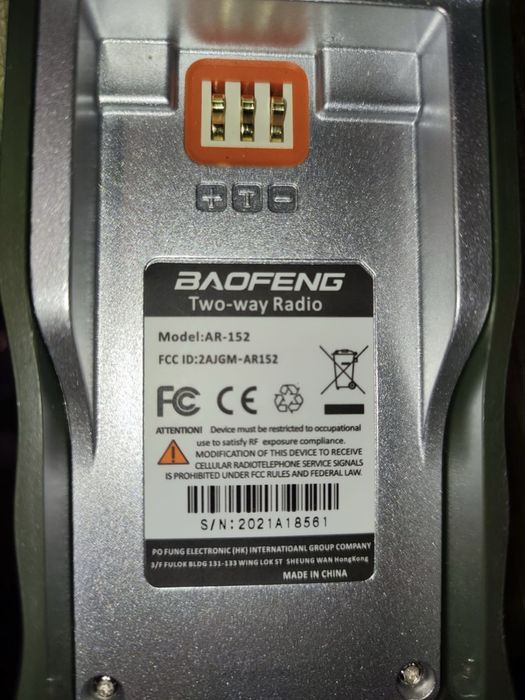 + T -
BAOFENG
Two-way Radio
Model:AR-152
FCC ID:2AJGM-AR152
FC CE
ATTENTION! Device must be restricted to occupational
use to satisfy RF exposure compliance.
MODIFICATION OF THIS DEVICE TO RECEIVE
CELLULAR RADIOTELEPHONE SERVICE SIGNALS
IS PROHIBITED UNDER FCC RULES AND FEDERAL LAW.
S/N:2021A18561
PO FUNG ELECTRONIC (HK) INTERNATIOANL GROUP COMPANY
3/F FULOK BLDG 131-133 WING LOK ST SHEUNG WAN HongKong
MADE IN CHINA